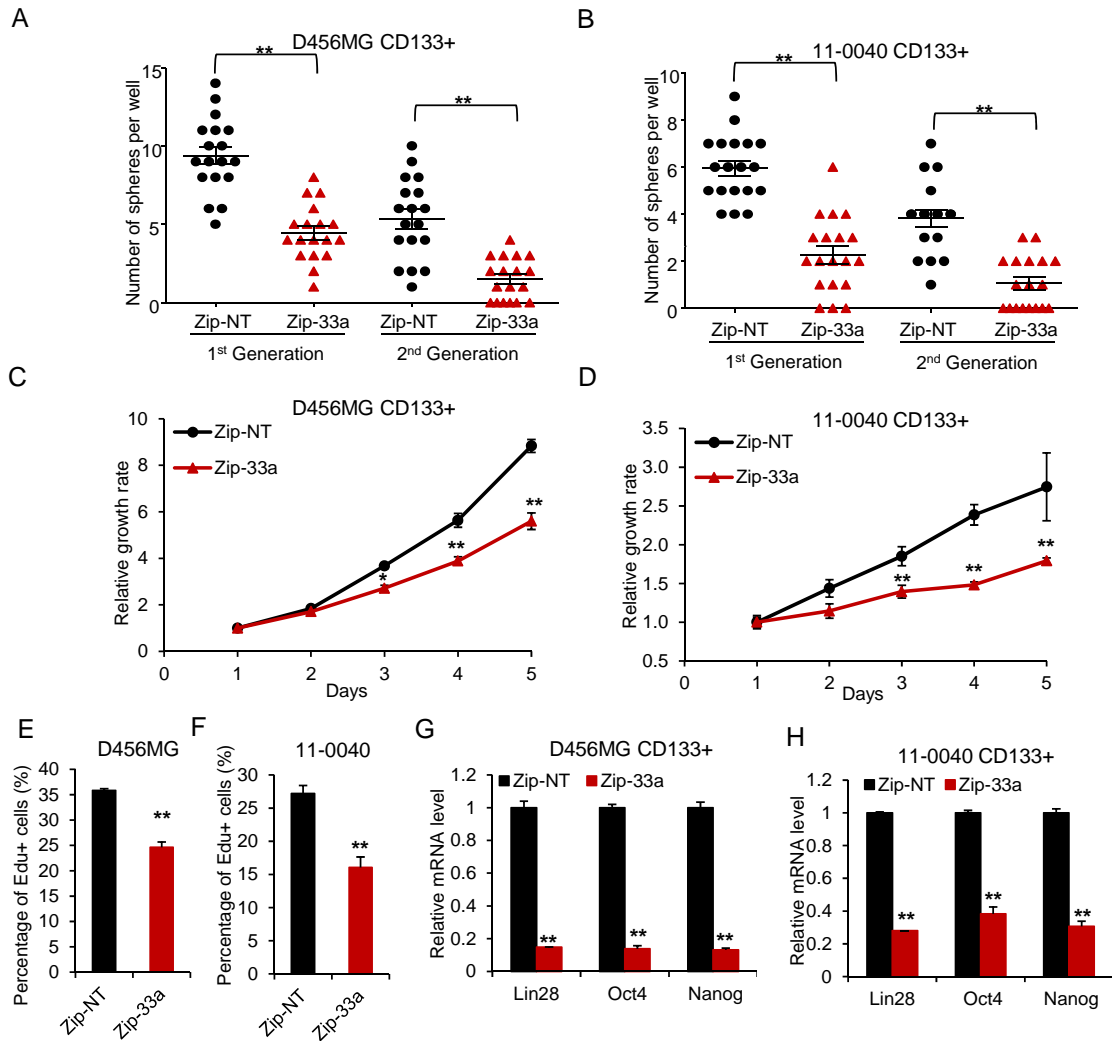 A
D456MG CD133+
Number of spheres per well
15
10
5
0
**
**
Zip-NT Zip-33a Zip-NT Zip-33a
1st Generation 2nd Generation
B
11-0040 CD133+
Number of spheres per well
10
8
6
4
2
0
**
**
Zip-NT Zip-33a Zip-NT Zip-33a
1st Generation 2nd Generation
C
D456MG CD133+
Relative growth rate
10
8
6
4
2
0
Zip-NT
Zip-33a
*
**
**
0 1 2 3 4 5
Days
D
11-0040 CD133+
Relative growth rate
3.5
3.0
2.5
2.0
1.5
1.0
0.5
Zip-NT
Zip-33a
**
**
**
0 1 2 3 4 5
Days
E
D456MG
Percentage of Edu+ cells (%)
40
35
30
25
20
15
10
5
0
**
Zip-NT
Zip-33a
F
11-0040
Percentage of Edu+ cells (%)
30
25
20
15
10
5
0
**
Zip-NT
Zip-33a
G
D456MG CD133+
Relative mRNA level
1.2
1
0.8
0.6
0.4
0.2
0
Zip-NT Zip-33a
** ** **
Lin28 Oct4 Nanog
H
11-0040 CD133+
Relative mRNA level
1.2
1
0.8
0.6
0.4
0.2
0
Zip-NT Zip-33a
** ** **
Lin28 Oct4 Nanog